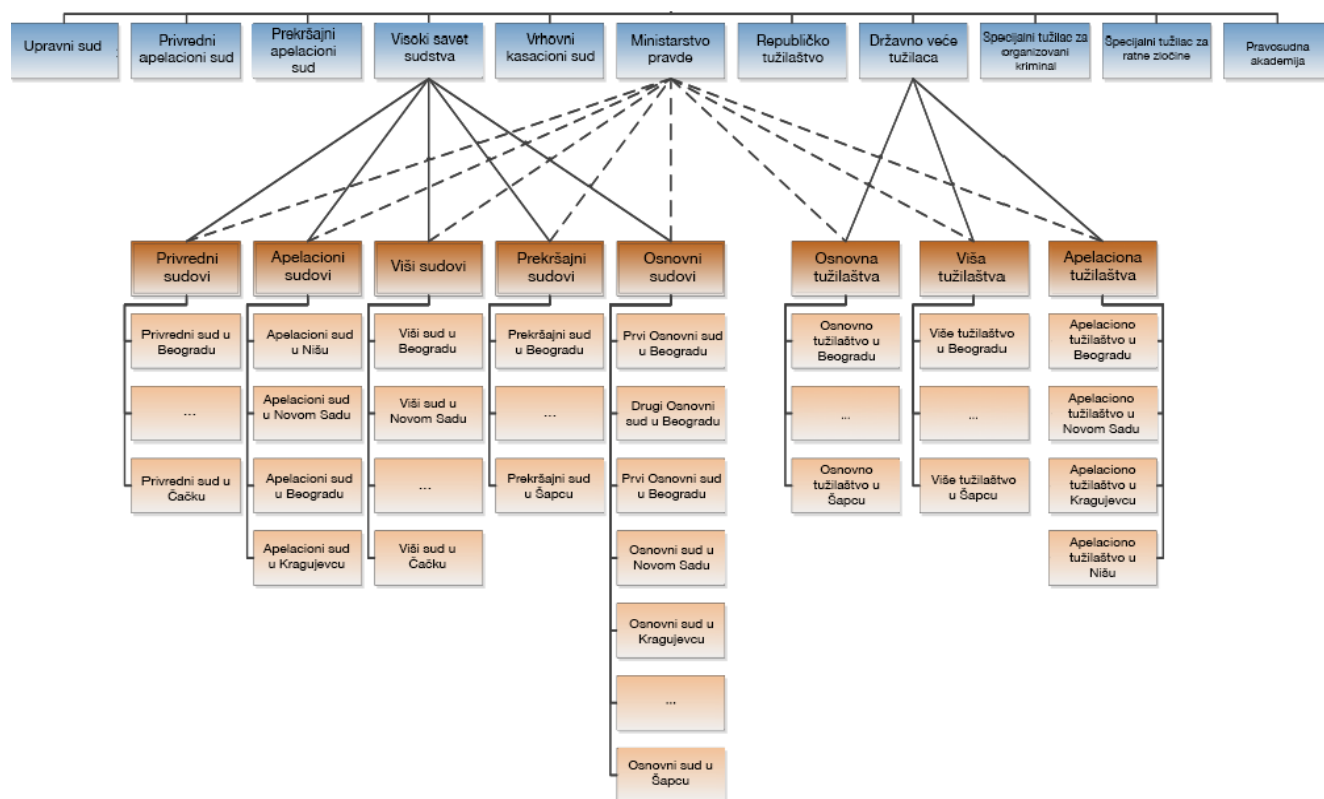 Upravni sud
Privredni
apelacioni sud
Prekršajni
apelacioni
sud
Visoki savet
sudstva
Vrhovni
kasacioni sud
Ministarstvo
pravde
Republičko
tužilaštvo
Državno veće
tužilaca
Specijalni tužilac za
organizovani
kriminal
Specijalni tužilac za
ratne zločine
Pravosudna
akademija
Privredni
sudovi
Apelacioni
sudovi
Viši sudovi
Prekršajni
sudovi
Osnovni
sudovi
Osnovna
tužilaštva
Viša
tužilaštva
Apelaciona
tužilaštva
Privredni sud u
Beogradu
...
Privredni sud u
Čačku
Apelacioni sud
u Nišu
Apelacioni sud
u Novom Sadu
Apelacioni sud
u Beogradu
Apelacioni sud
u Kragujevcu
Viši sud u
Beogradu
Viši sud u
Novom Sadu
...
Viši sud u
Čačku
Prekršajni sud
u Beogradu
...
Prekršajni sud
u Šapcu
Prvi Osnovni sud
u Beogradu
Drugi Osnovni
sud u Beogradu
Prvi Osnovni sud
u Beogradu
Osnovni sud u
Novom Sadu
Osnovni sud u
Kragujevcu
...
Osnovni sud u
Šapcu
Osnovno
tužilaštvo u
Beogradu
...
Osnovno
tužilaštvo u
Šapcu
Više tužilaštvo
u Beogradu
...
Više tužilaštvo
u Šapcu
Apelaciono
tužilaštvo u
Beogradu
Apelaciono
tužilaštvo u
Novom Sadu
Apelaciono
tužilaštvo u
Kragujevcu
Apelaciono
tužilaštvo u
Nišu